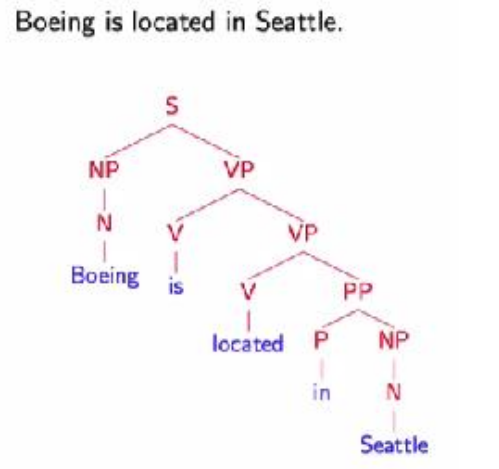 Boeing is located in Seattle.
S
NP VP
N V VP
Boeing is V PP
located P NP
in N
Seattle